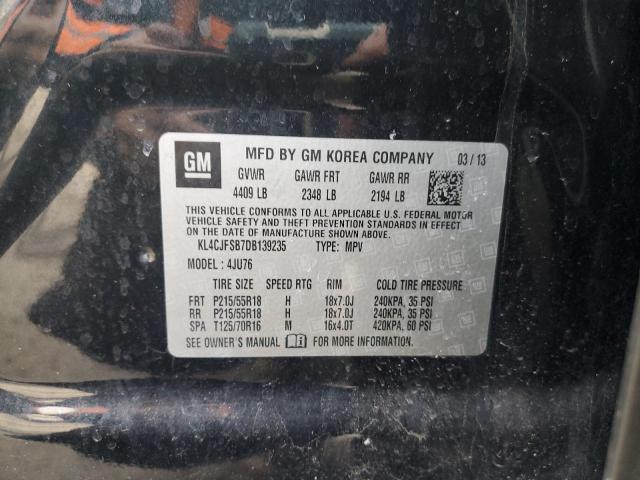 GM MFD BY GM KOREA COMPANY 03/13
GVWR GAWR FRT GAWR RR
4409 LB 2348 LB 2194 LB
THIS VEHICLE CONFORMS TO ALL APPLICABLE U.S. FEDERAL MOTOR
VEHICLE SAFETY AND THEFT PREVENTION STANDARDS IN EFFECT
ON THE DATE OF MANUFACTURE SHOWN ABOVE.
KL4CJFSB7DB139235 TYPE: MPV
MODEL: 4JU76
TIRE SIZE SPEED RTG RIM COLD TIRE PRESSURE
FRT P215/55R18 H 18x7.0J 240KPA, 35 PSI
RR P215/55R18 H 18x7.0J 240KPA, 35 PSI
SPA T125/70R16 M 16x4.0T 420KPA, 60 PSI
SEE OWNER'S MANUAL FOR MORE INFORMATION.